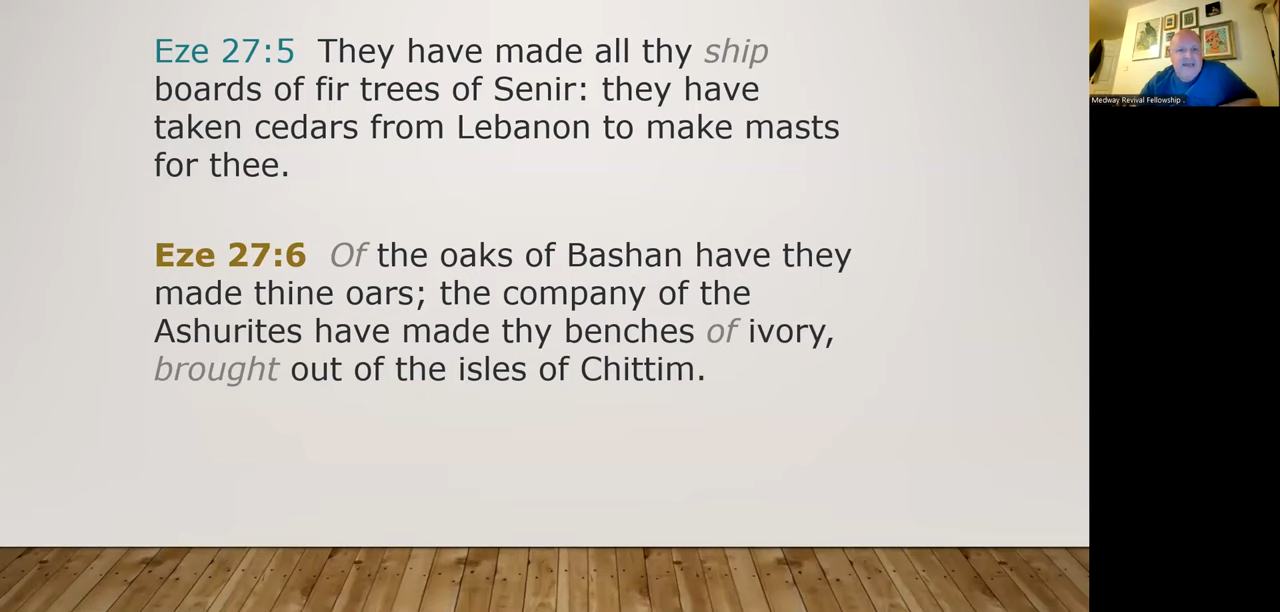 Eze 27:5 They have made all thy ship
boards of fir trees of Senir: they have
taken cedars from Lebanon to make masts
for thee.
Eze 27:6 Of the oaks of Bashan have they
made thine oars; the company of the
Ashurites have made thy benches of ivory,
brought out of the isles of Chittim.
Medway Revival Fellowship .